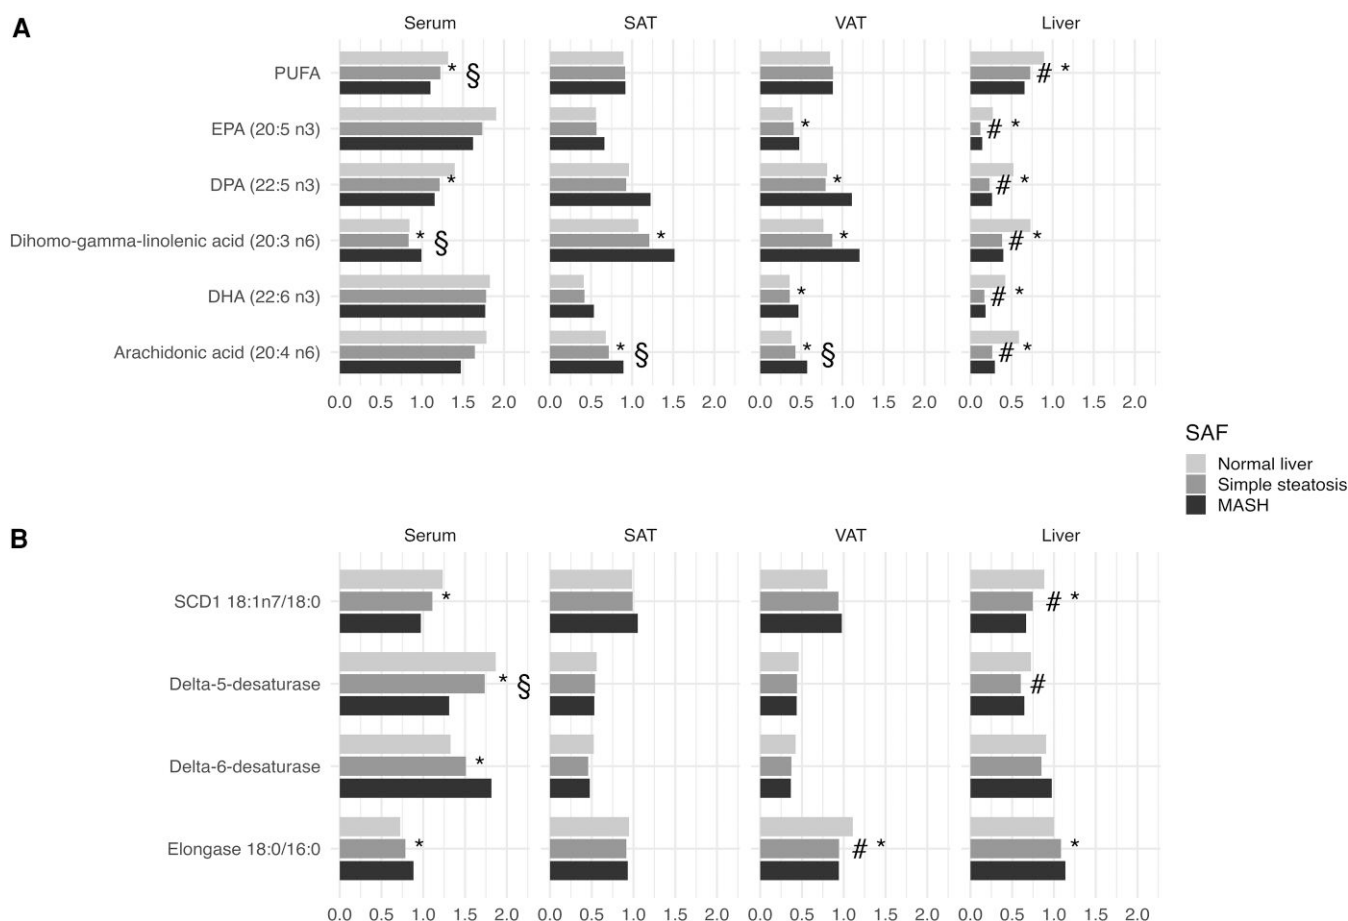 A
Serum SAT VAT Liver
PUFA * § # *
EPA (20:5 n3) * # *
DPA (22:5 n3) * * # *
Dihomo-gamma-linolenic acid (20:3 n6) * § * * # *
DHA (22:6 n3) * # *
Arachidonic acid (20:4 n6) * § * § # *
0.0 0.5 1.0 1.5 2.0 0.0 0.5 1.0 1.5 2.0 0.0 0.5 1.0 1.5 2.0 0.0 0.5 1.0 1.5 2.0
SAF
Normal liver
Simple steatosis
MASH
B
Serum SAT VAT Liver
SCD1 18:1n7/18:0 * # *
Delta-5-desaturase * § #
Delta-6-desaturase *
Elongase 18:0/16:0 * # * *
0.0 0.5 1.0 1.5 2.0 0.0 0.5 1.0 1.5 2.0 0.0 0.5 1.0 1.5 2.0 0.0 0.5 1.0 1.5 2.0